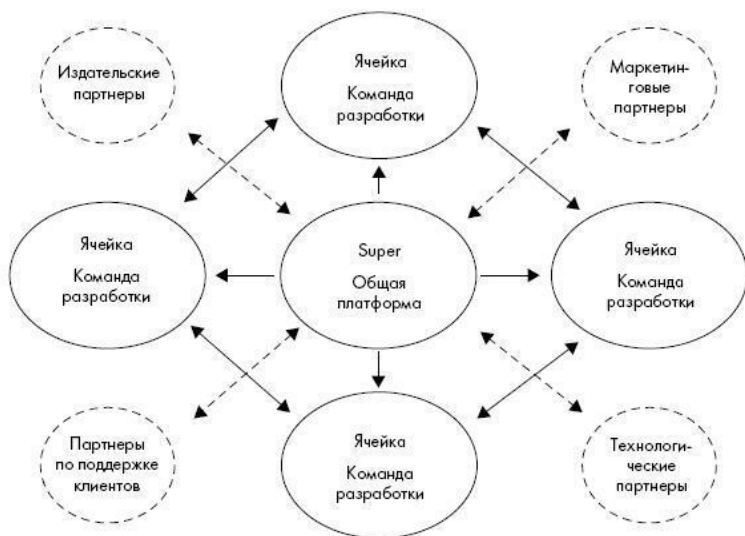 Издательские
партнеры
Ячейка
Команда
разработки
Маркетин-
говые
партнеры
Ячейка
Команда
разработки
Super
Общая
платформа
Ячейка
Команда
разработки
Партнеры
по поддержке
клиентов
Ячейка
Команда
разработки
Технологи-
ческие
партнеры